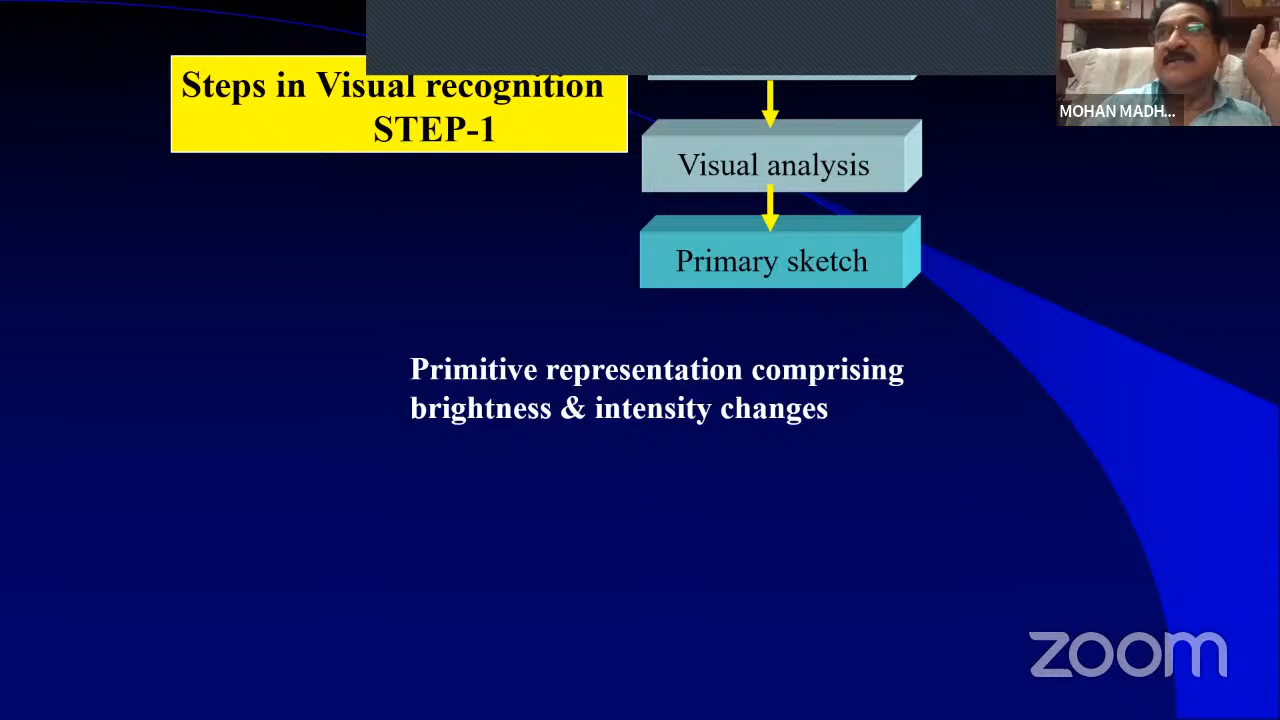 Steps in Visual recognition
STEP-1
MOHAN MADH...
Visual analysis
Primary sketch
Primitive representation comprising
brightness & intensity changes
zoom